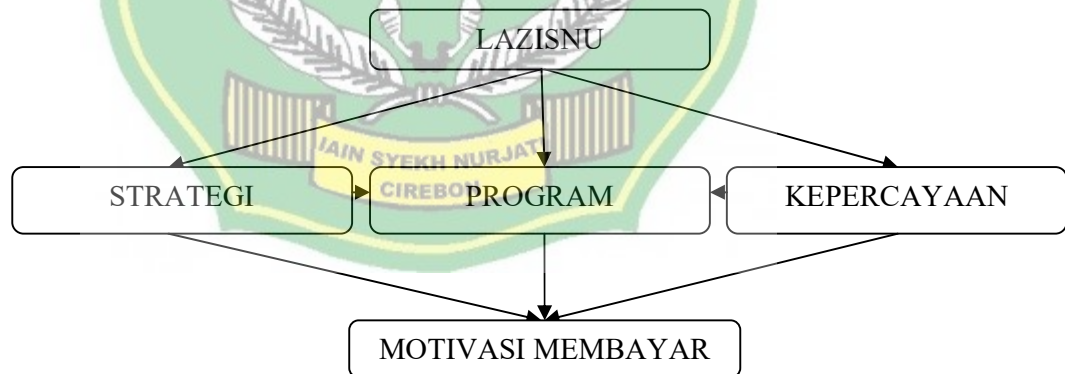 LAZISNU
IAIN SYEKH NURJATI
CIREBON
STRATEGI
PROGRAM
KEPERCAYAAN
MOTIVASI MEMBAYAR